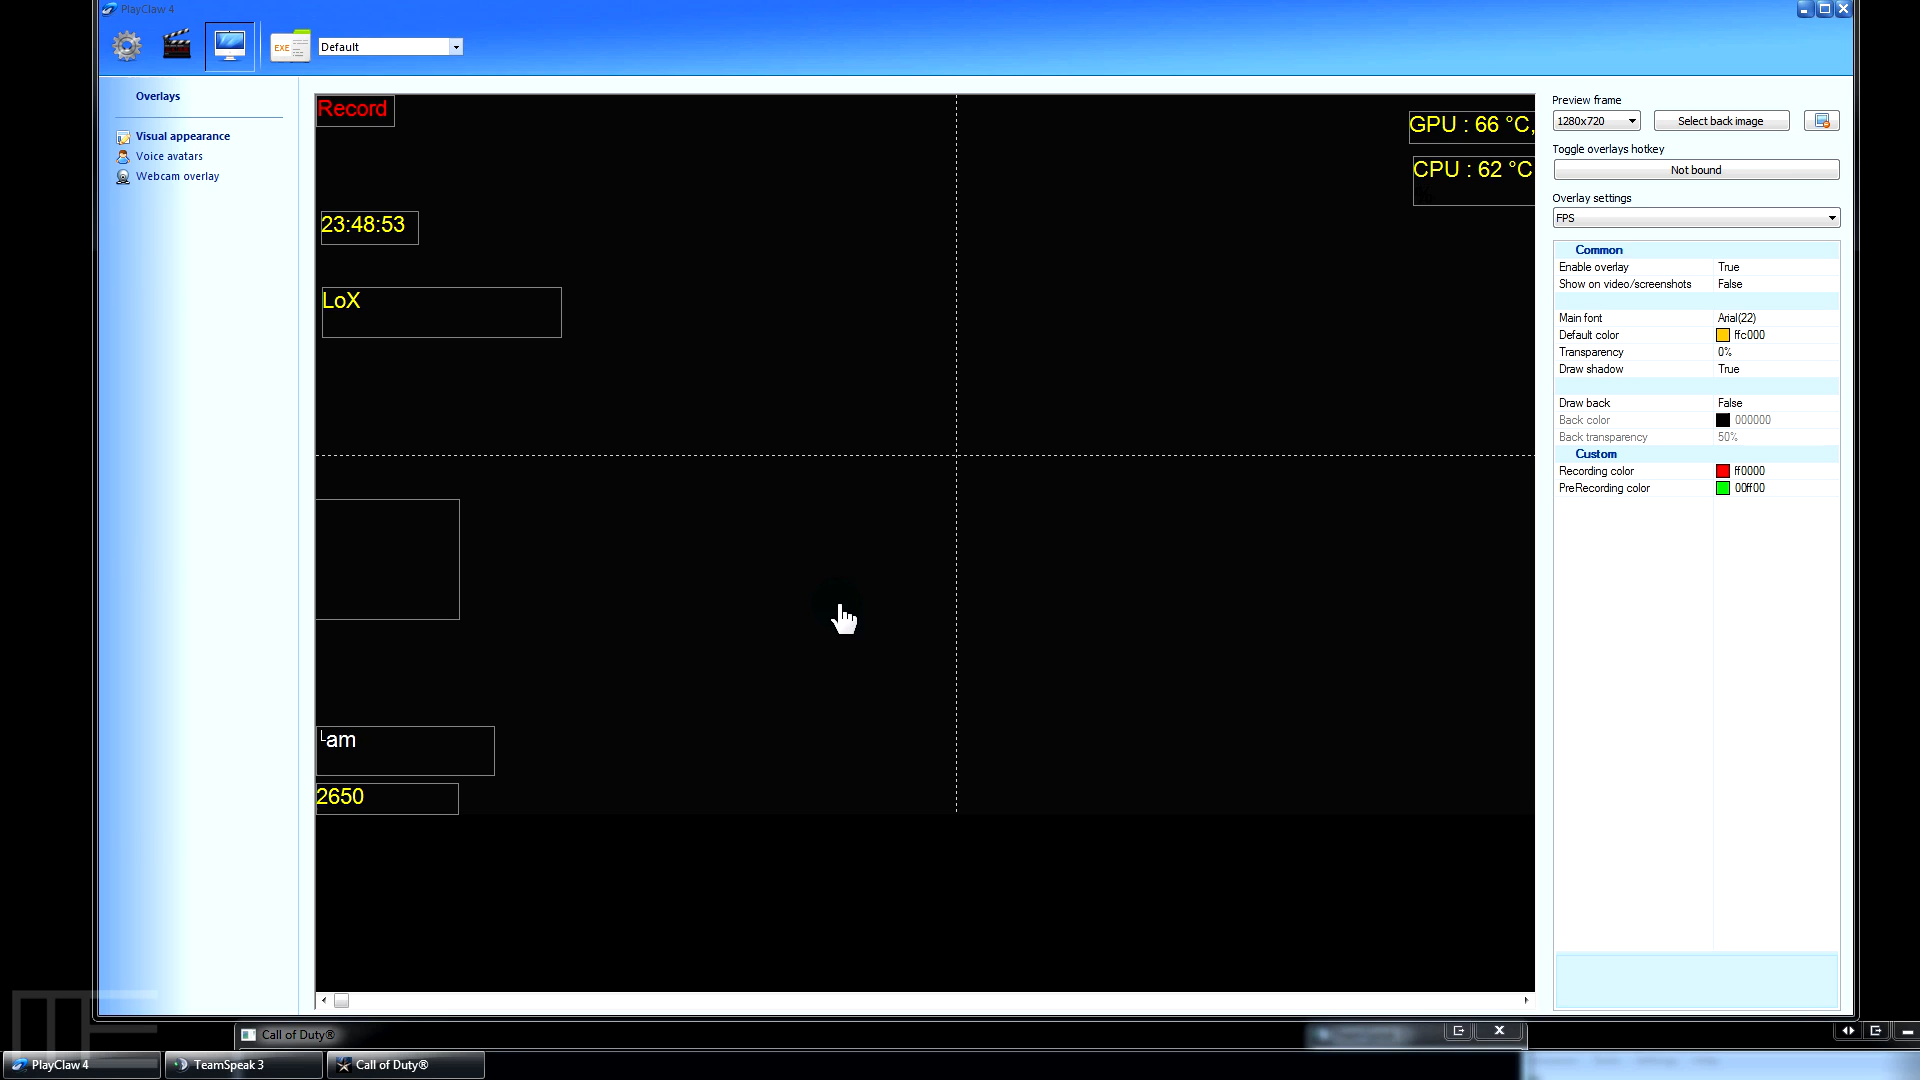 PlayClaw 4
EXE
Default
Overlays
Visual appearance
Voice avatars
Webcam overlay
Record
GPU : 66 °C,
CPU : 62 °C
23:48:53
LoX
am
2650
Preview frame
1280x720
Select back image
Toggle overlays hotkey
Not bound
Overlay settings
FPS
Common
Enable overlay True
Show on video/screenshots False
Main font Arial(22)
Default color ffc000
Transparency 0%
Draw shadow True
Draw back False
Back color 000000
Back transparency 50%
Custom
Recording color ff0000
PreRecording color 00ff00
Call of Duty®
PlayClaw 4
TeamSpeak 3
Call of Duty®